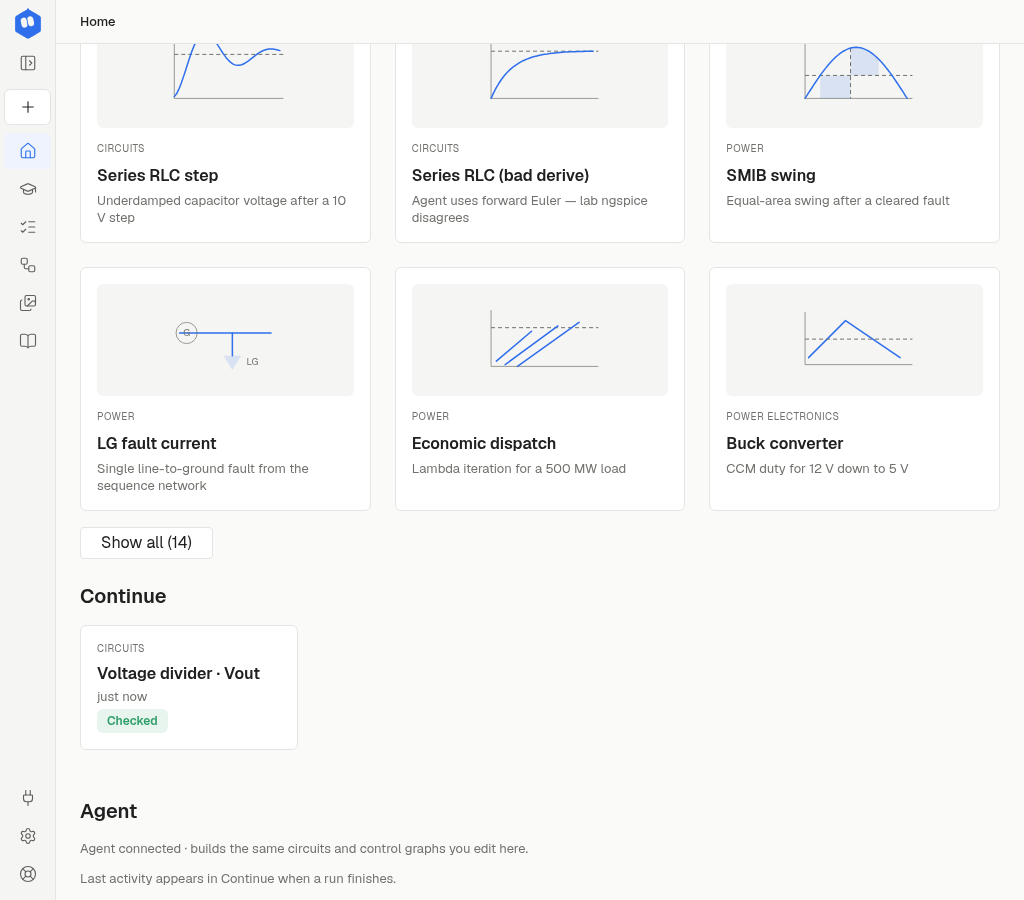 Home
CIRCUITS
Series RLC step
Underdamped capacitor voltage after a 10
V step
CIRCUITS
Series RLC (bad derive)
Agent uses forward Euler — lab ngspice
disagrees
POWER
SMIB swing
Equal-area swing after a cleared fault
G
LG
POWER
LG fault current
Single line-to-ground fault from the
sequence network
POWER
Economic dispatch
Lambda iteration for a 500 MW load
POWER ELECTRONICS
Buck converter
CCM duty for 12 V down to 5 V
Show all (14)
Continue
CIRCUITS
Voltage divider · Vout
just now
Checked
Agent
Agent connected · builds the same circuits and control graphs you edit here.
Last activity appears in Continue when a run finishes.